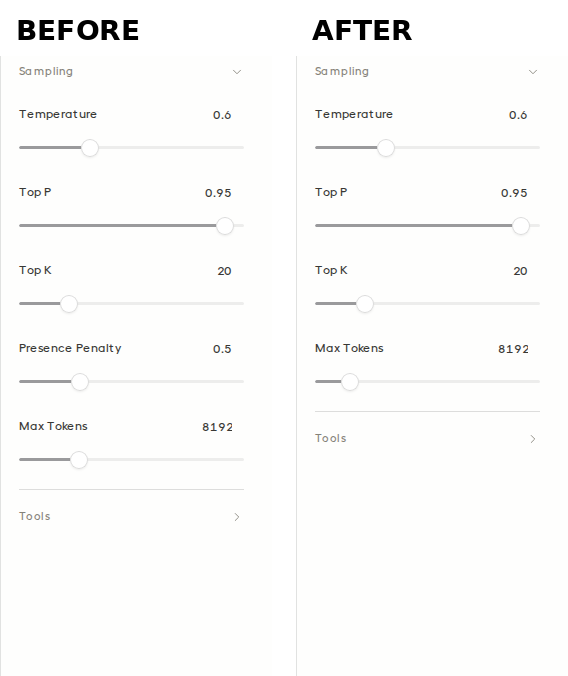 BEFORE
Sampling
Temperature 0.6
Top P 0.95
Top K 20
Presence Penalty 0.5
Max Tokens 8192
Tools
AFTER
Sampling
Temperature 0.6
Top P 0.95
Top K 20
Max Tokens 8192
Tools